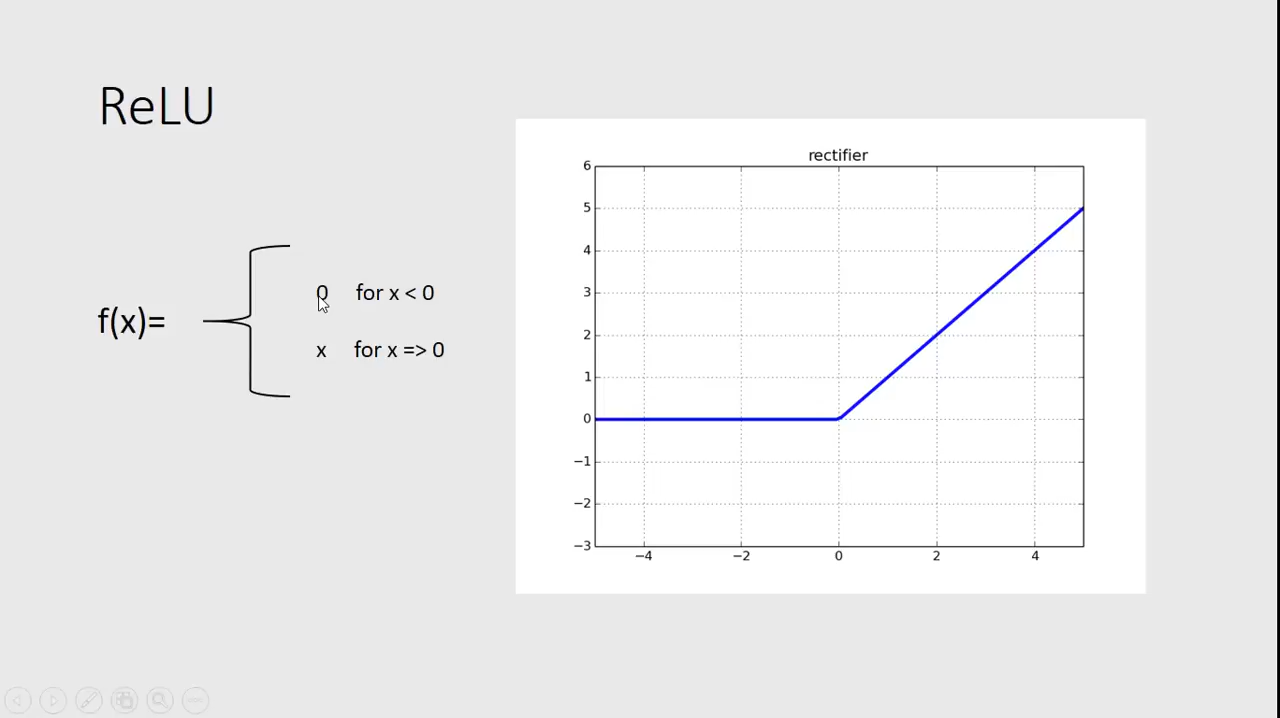 ReLU
f(x)=
0 for x < 0
x for x => 0
rectifier
6
5
4
3
2
1
0
−1
−2
−3
−4 −2 0 2 4